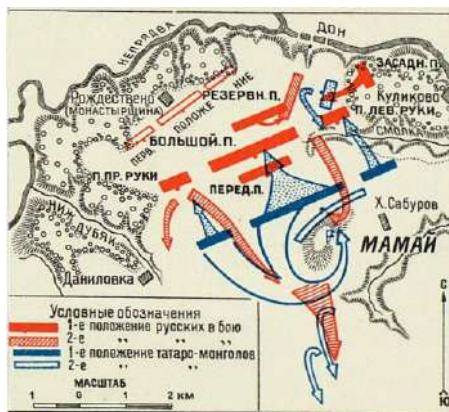 НЕПРЯДВА
ДОН
ЗАСАДН. П.
Рождествено
(МОНАСТЫРЩИНА)
РЕЗЕРВН. П.
ПЕРВ. ПОЛОЖЕНИЕ
Куликово
П. ЛЕВ. РУКИ
СМОЛКА
БОЛЬШОЙ. П.
П. ПР. РУКИ
ПЕРЕД. П.
Х. Сабуров
НИЖ. ДУБЯК
МАМАЙ
Даниловка
С
Условные обозначения
1-е положение русских в бою
2-е " " "
1-е положение татаро-монголов
2-е " "
МАСШТАБ
1 0 1 2 км
Ю